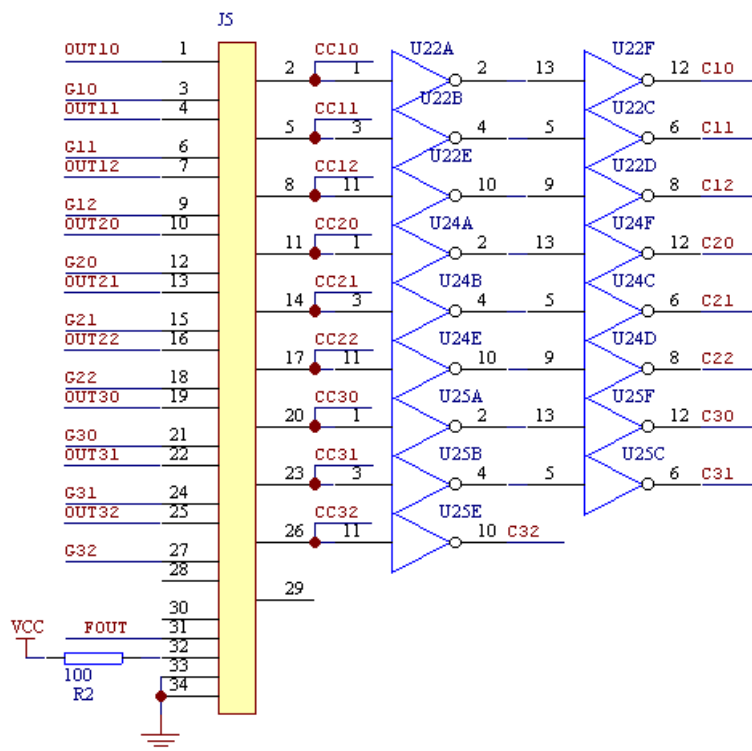 J5
OUT10 1
2 CC10 1 U22A 2 13 U22F 12 C10
G10 3
OUT11 4
5 CC11 3 U22B 4 5 U22C 6 C11
G11 6
OUT12 7
8 CC12 11 U22E 10 9 U22D 8 C12
G12 9
OUT20 10
11 CC20 1 U24A 2 13 U24F 12 C20
G20 12
OUT21 13
14 CC21 3 U24B 4 5 U24C 6 C21
G21 15
OUT22 16
17 CC22 11 U24E 10 9 U24D 8 C22
G22 18
OUT30 19
20 CC30 1 U25A 2 13 U25F 12 C30
G30 21
OUT31 22
23 CC31 3 U25B 4 5 U25C 6 C31
G31 24
OUT32 25
26 CC32 11 U25E 10 C32
G32 27
28
29
30
VCC FOUT 31
32
100
R2
33
34